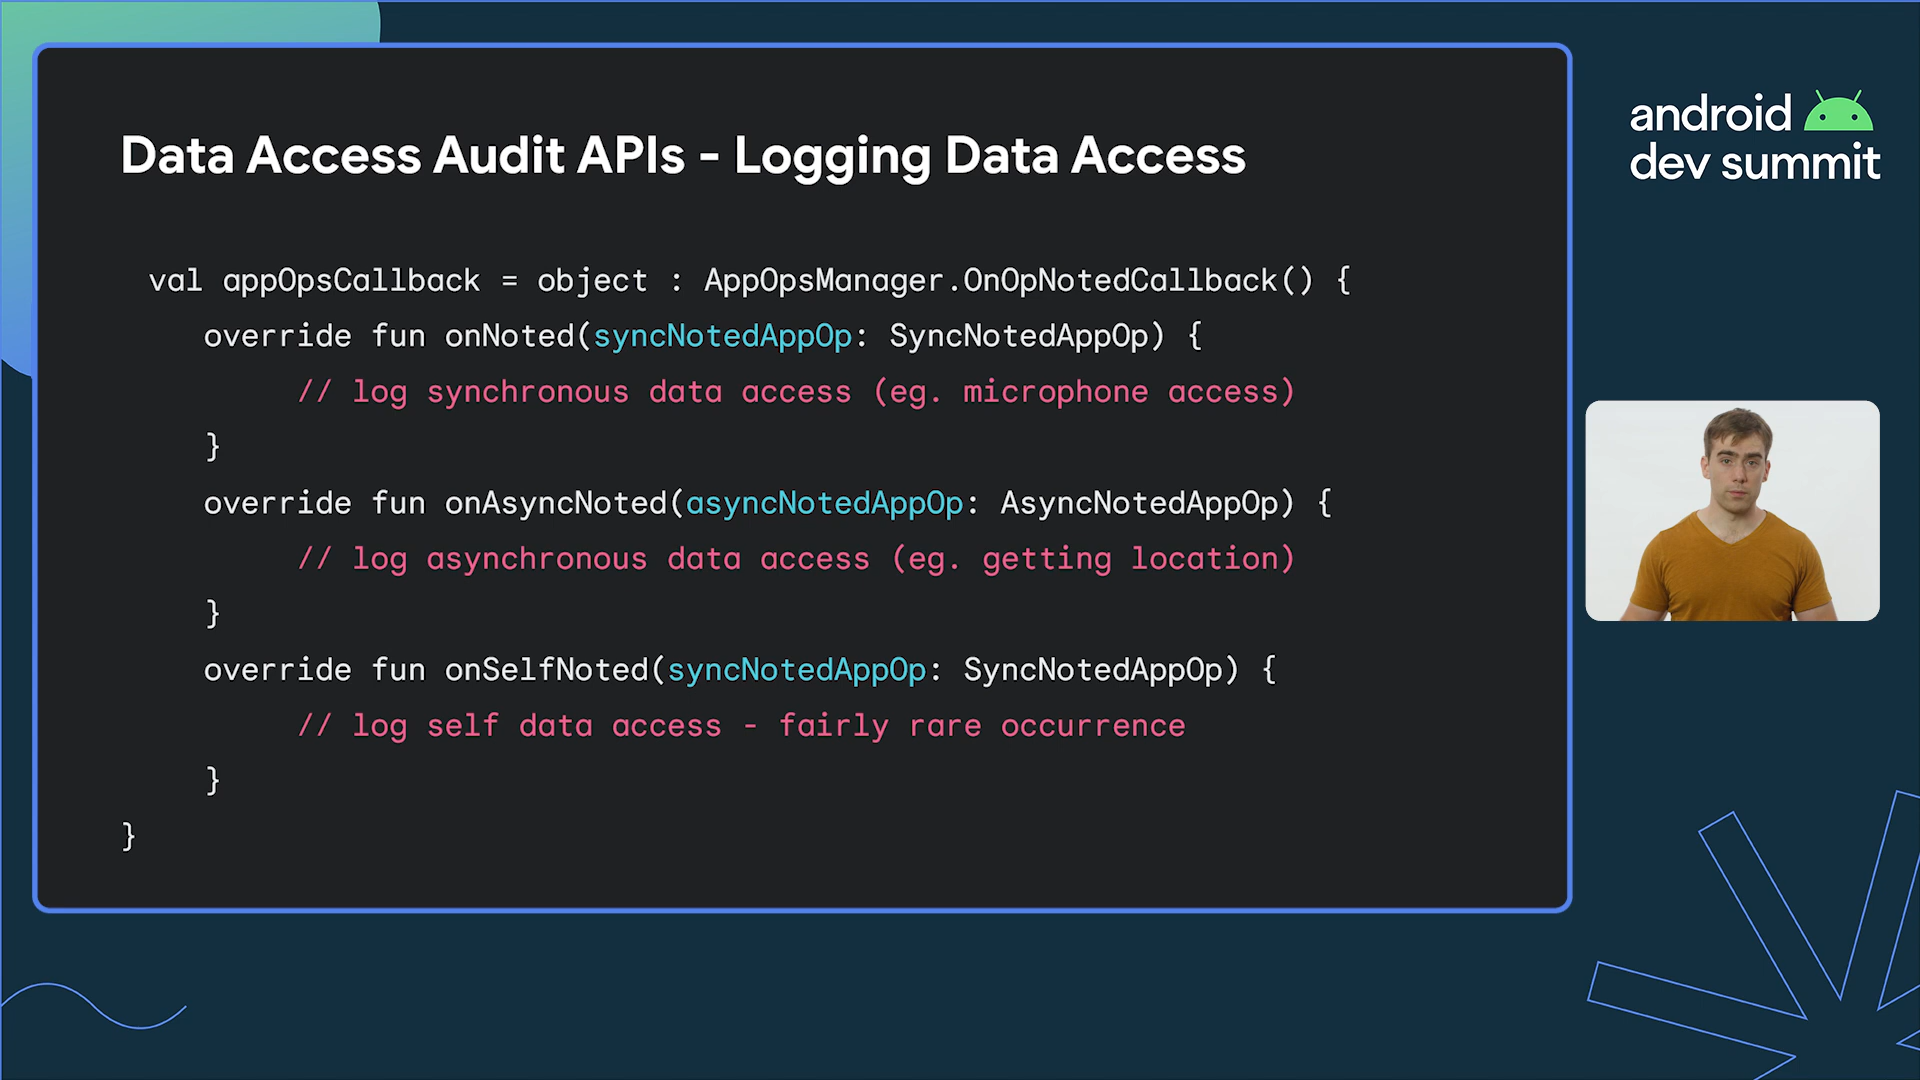 Data Access Audit APIs - Logging Data Access
val appOpsCallback = object : AppOpsManager.OnOpNotedCallback() {
override fun onNoted(syncNotedAppOp: SyncNotedAppOp) {
// log synchronous data access (eg. microphone access)
}
override fun onAsyncNoted(asyncNotedAppOp: AsyncNotedAppOp) {
// log asynchronous data access (eg. getting location)
}
override fun onSelfNoted(syncNotedAppOp: SyncNotedAppOp) {
// log self data access - fairly rare occurrence
}
}
android
dev summit